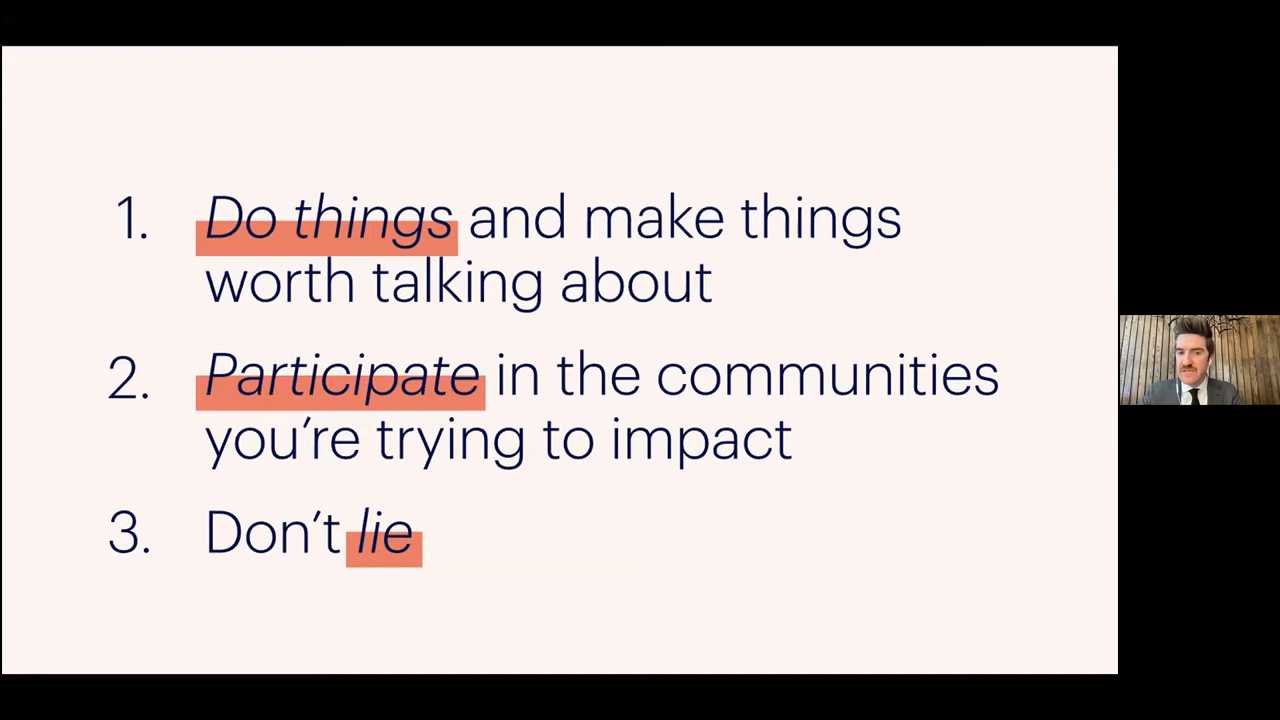 1. Do things and make things
worth talking about
2. Participate in the communities
you’re trying to impact
3. Don’t lie